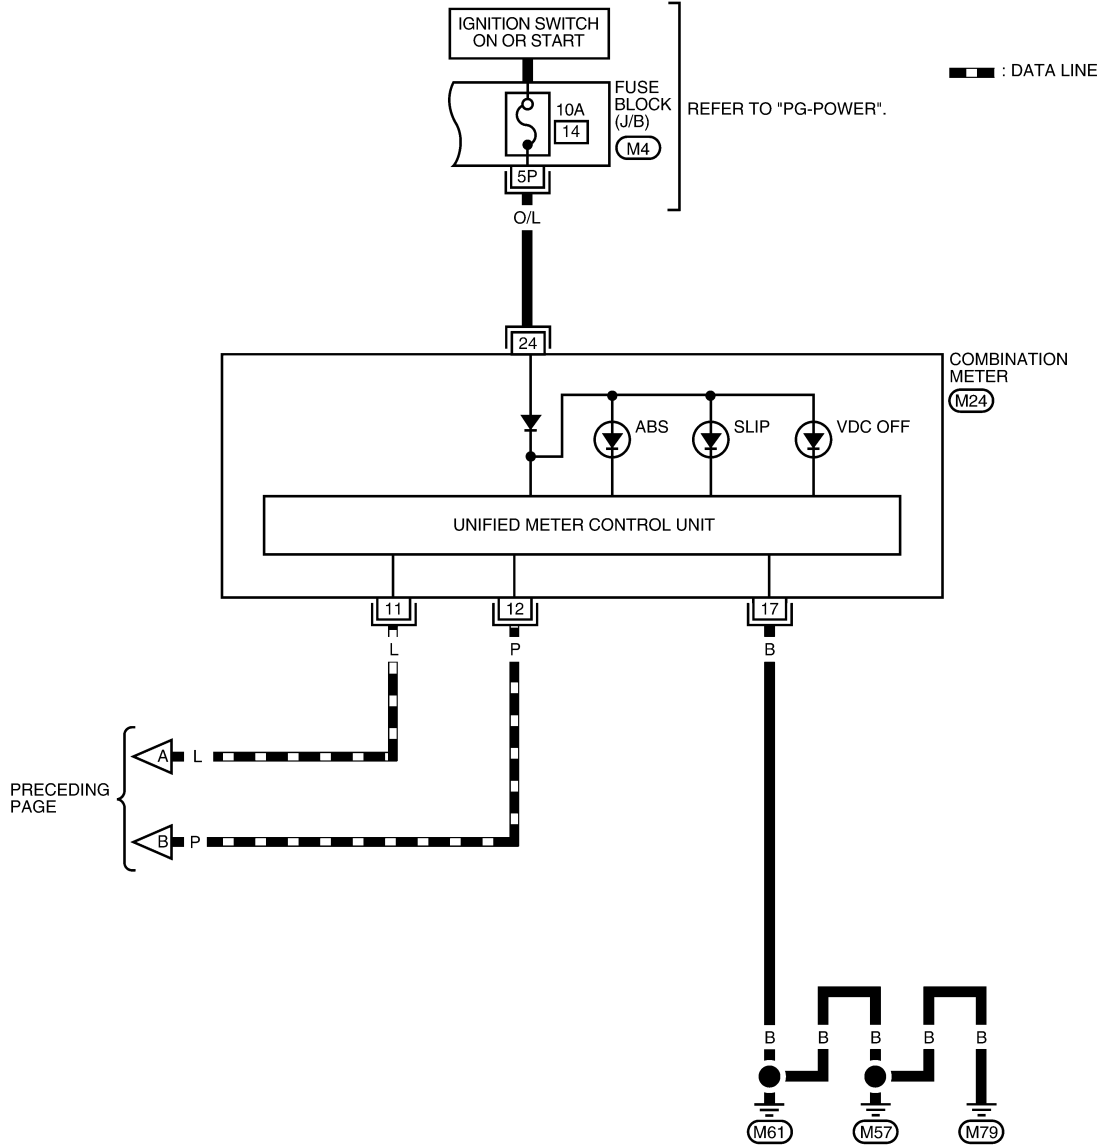 IGNITION SWITCH
ON OR START
: DATA LINE
FUSE
BLOCK
(J/B)
M4
10A
14
REFER TO "PG-POWER".
5P
O/L
24
COMBINATION
METER
M24
ABS
SLIP
VDC OFF
UNIFIED METER CONTROL UNIT
11
12
17
L
P
B
A
L
PRECEDING
PAGE
B
P
B
B
B
B
B
M61
M57
M79